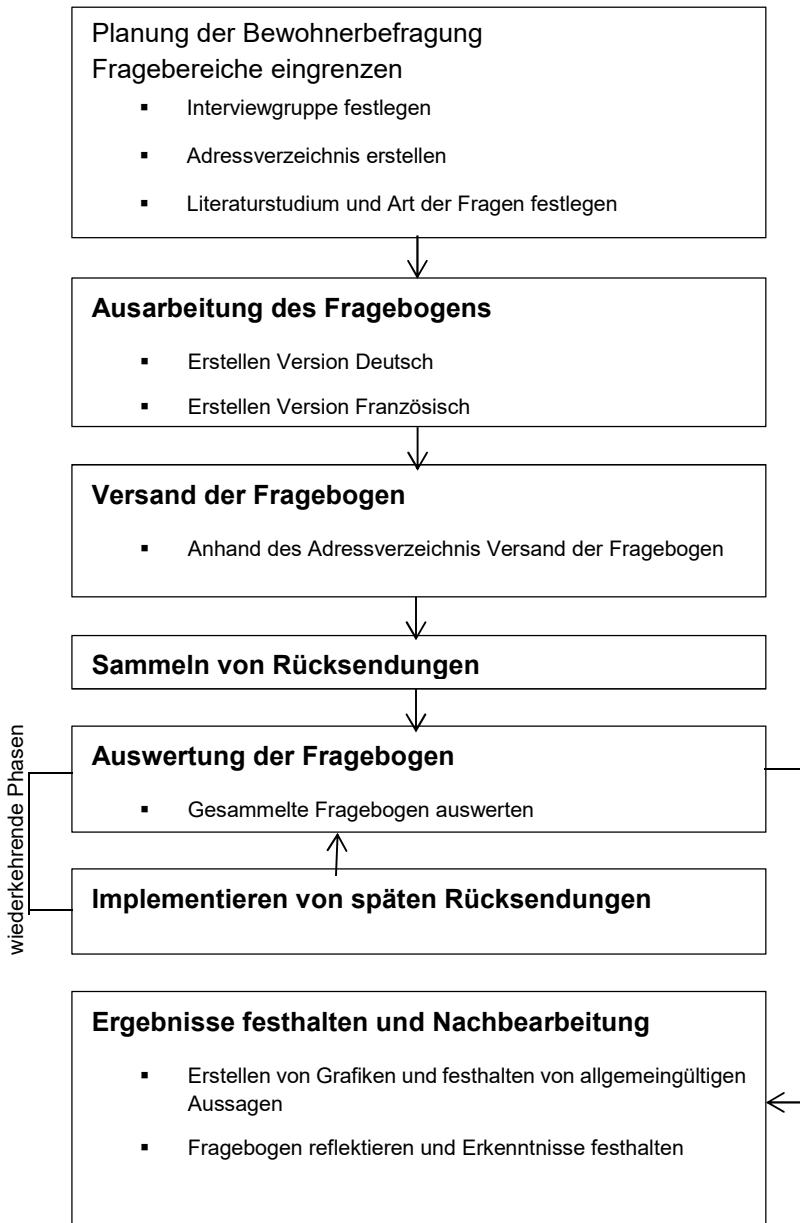 Planung der Bewohnerbefragung
Fragebereiche eingrenzen
▪ Interviewgruppe festlegen
▪ Adressverzeichnis erstellen
▪ Literaturstudium und Art der Fragen festlegen
Ausarbeitung des Fragebogens
▪ Erstellen Version Deutsch
▪ Erstellen Version Französisch
Versand der Fragebogen
▪ Anhand des Adressverzeichnis Versand der Fragebogen
Sammeln von Rücksendungen
wiederkehrende Phasen
Auswertung der Fragebogen
▪ Gesammelte Fragebogen auswerten
Implementieren von späten Rücksendungen
Ergebnisse festhalten und Nachbearbeitung
▪ Erstellen von Grafiken und festhalten von allgemeingültigen
Aussagen
▪ Fragebogen reflektieren und Erkenntnisse festhalten